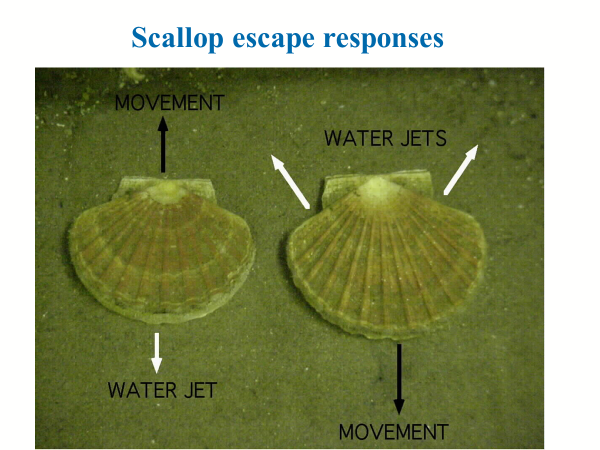 Scallop escape responses
MOVEMENT
WATER JETS
WATER JET
MOVEMENT